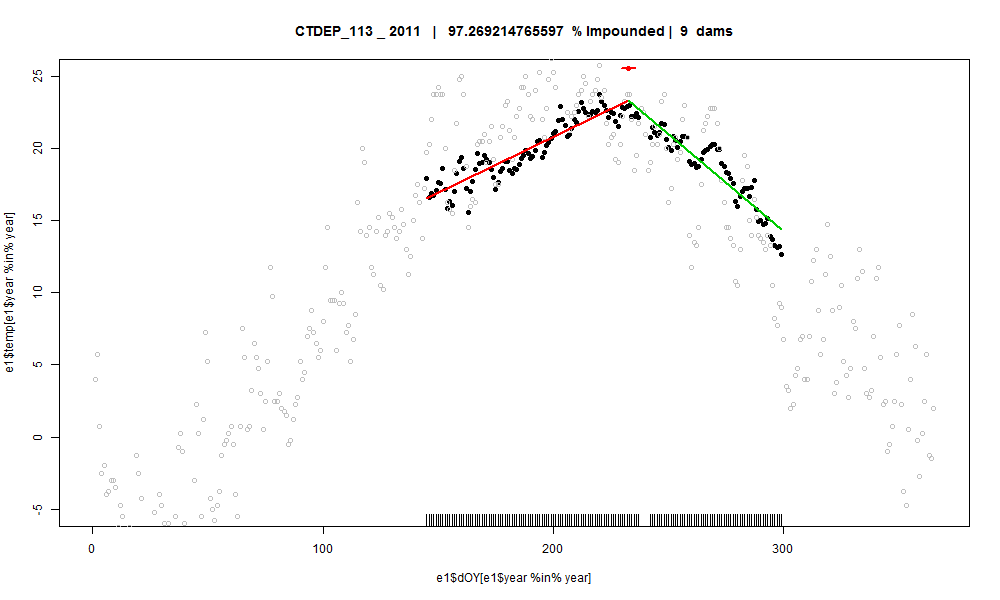 CTDEP_113 _ 2011 | 97.269214765597 % Impounded | 9 dams
e1$temp[e1$year %in% year]
25
20
15
10
5
0
-5
0 100 200 300
e1$dOY[e1$year %in% year]